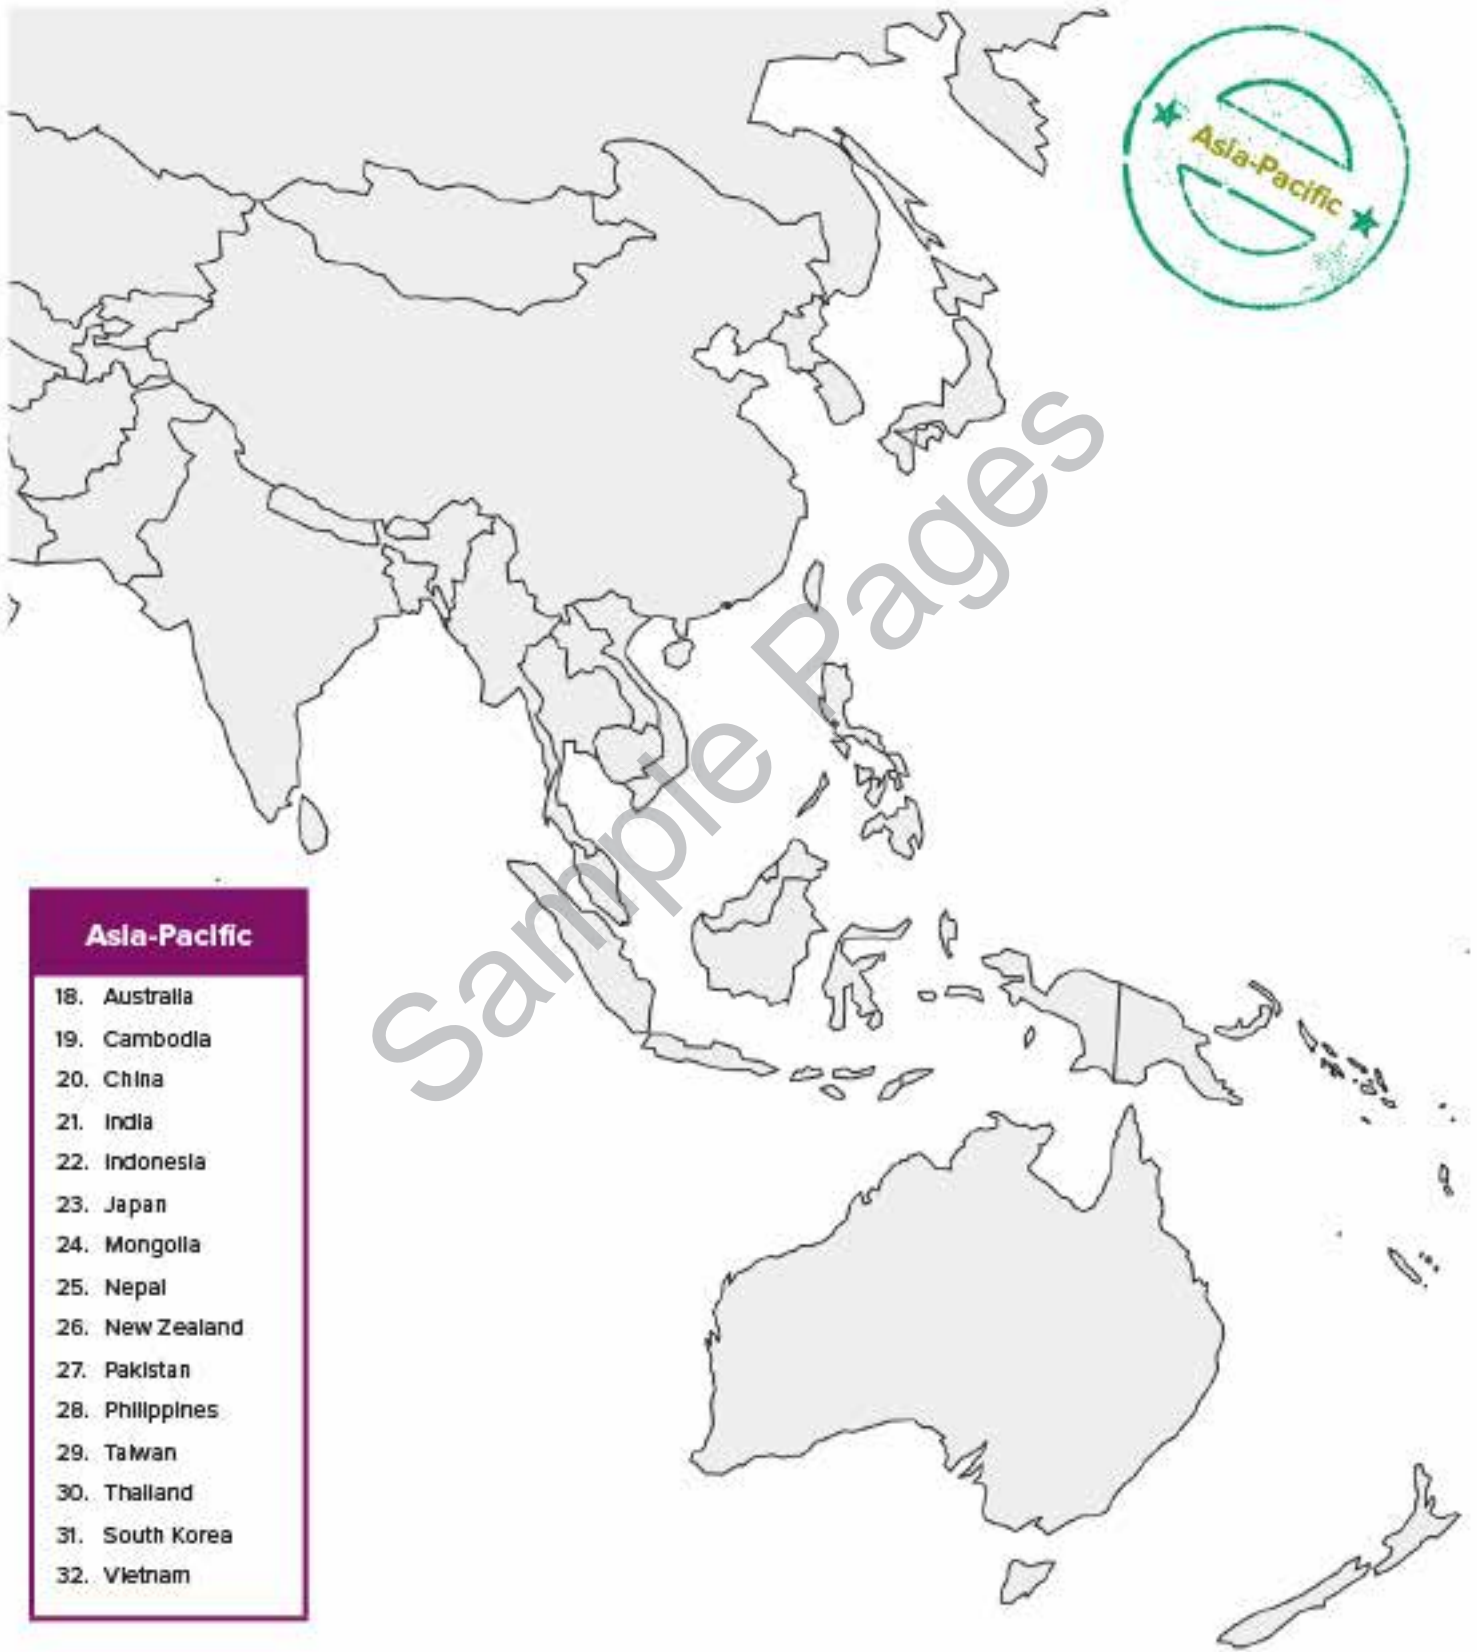 Asia-Pacific
Sample Pages
Asia-Pacific
18. Australia
19. Cambodia
20. China
21. India
22. Indonesia
23. Japan
24. Mongolia
25. Nepal
26. New Zealand
27. Pakistan
28. Philippines
29. Taiwan
30. Thailand
31. South Korea
32. Vietnam